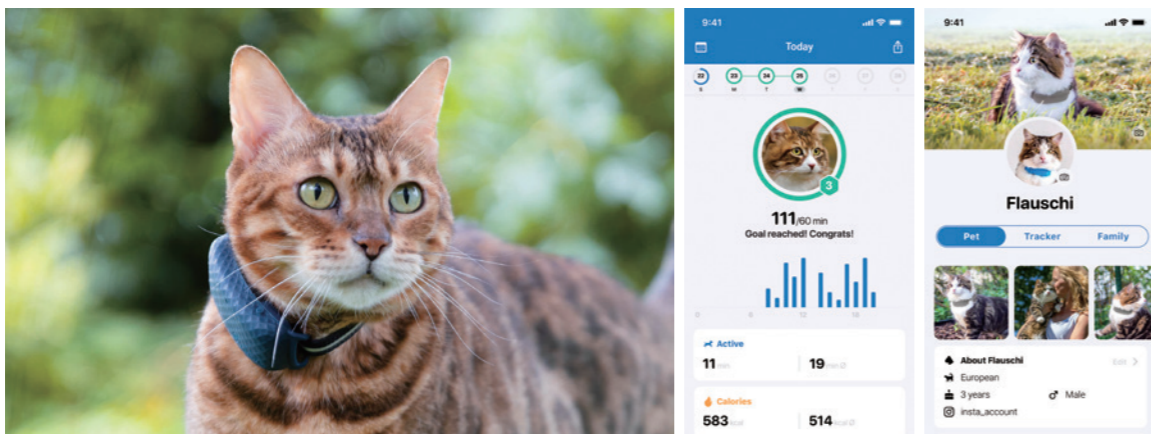 9:41
Today
22 23 24 25
S M T W
3
111/60 min
Goal reached! Congrats!
0 6 12 18
Active
11 min 19 min Ø
Calories
583 kcal 514 kcal Ø
9:41
Flauschi
Pet Tracker Family
About Flauschi Edit
European
3 years Male
insta_account